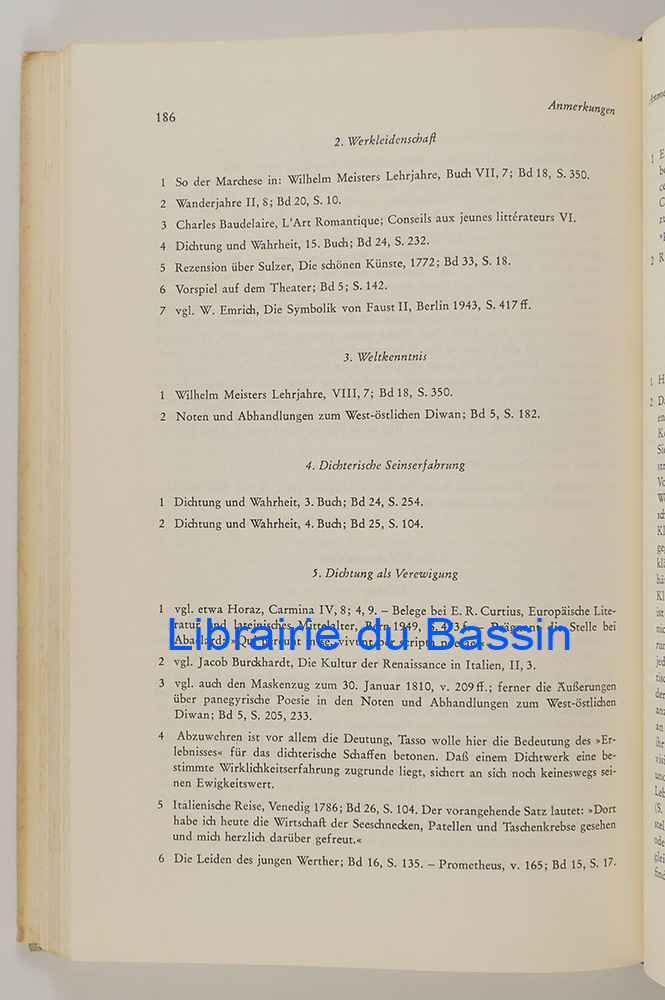 186
Anmerkungen
2. Werkleidenschaft
1 So der Marchese in: Wilhelm Meisters Lehrjahre, Buch VII, 7; Bd 18, S. 350.
2 Wanderjahre II, 8; Bd 20, S. 10.
3 Charles Baudelaire, L'Art Romantique; Conseils aux jeunes littérateurs VI.
4 Dichtung und Wahrheit, 15. Buch; Bd 24, S. 232.
5 Rezension über Sulzer, Die schönen Künste, 1772; Bd 33, S. 18.
6 Vorspiel auf dem Theater; Bd 5; S. 142.
7 vgl. W. Emrich, Die Symbolik von Faust II, Berlin 1943, S. 417 ff.
3. Weltkenntnis
1 Wilhelm Meisters Lehrjahre, VIII, 7; Bd 18, S. 350.
2 Noten und Abhandlungen zum West-östlichen Diwan; Bd 5, S. 182.
4. Dichterische Seinserfahrung
1 Dichtung und Wahrheit, 3. Buch; Bd 24, S. 254.
2 Dichtung und Wahrheit, 4. Buch; Bd 25, S. 104.
5. Dichtung als Verewigung
1 vgl. etwa Horaz, Carmina IV, 8; 4, 9. – Belege bei E. R. Curtius, Europäische Lite-
ratur und lateinisches Mittelalter, Bern 1949, S. 473 f. – die Stelle bei
Librairie du Bassin
2 vgl. Jacob Burckhardt, Die Kultur der Renaissance in Italien, II, 3.
3 vgl. auch den Maskenzug zum 30. Januar 1810, v. 209 ff.; ferner die Äußerungen
über panegyrische Poesie in den Noten und Abhandlungen zum West-östlichen
Diwan; Bd 5, S. 205, 233.
4 Abzuwehren ist vor allem die Deutung, Tasso wolle hier die Bedeutung des »Er-
lebnisses« für das dichterische Schaffen betonen. Daß einem Dichtwerk eine be-
stimmte Wirklichkeitserfahrung zugrunde liegt, sichert an sich noch keineswegs sei-
nen Ewigkeitswert.
5 Italienische Reise, Venedig 1786; Bd 26, S. 104. Der vorangehende Satz lautet: »Dort
habe ich heute die Wirtschaft der Seeschnecken, Patellen und Taschenkrebse gesehen
und mich herzlich darüber gefreut.«
6 Die Leiden des jungen Werther; Bd 16, S. 135. – Prometheus, v. 165; Bd 15, S. 17.